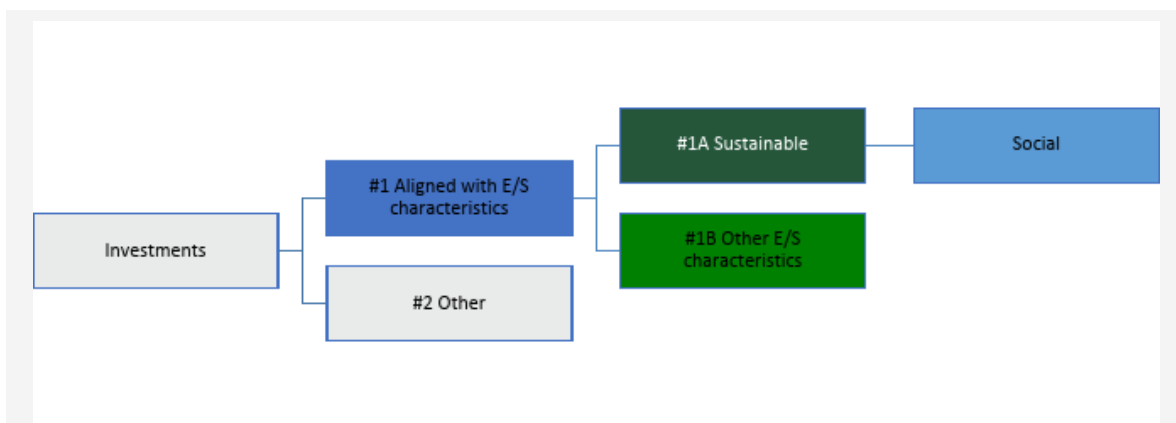 #1A Sustainable
Social
#1 Aligned with E/S
characteristics
Investments
#1B Other E/S
characteristics
#2 Other